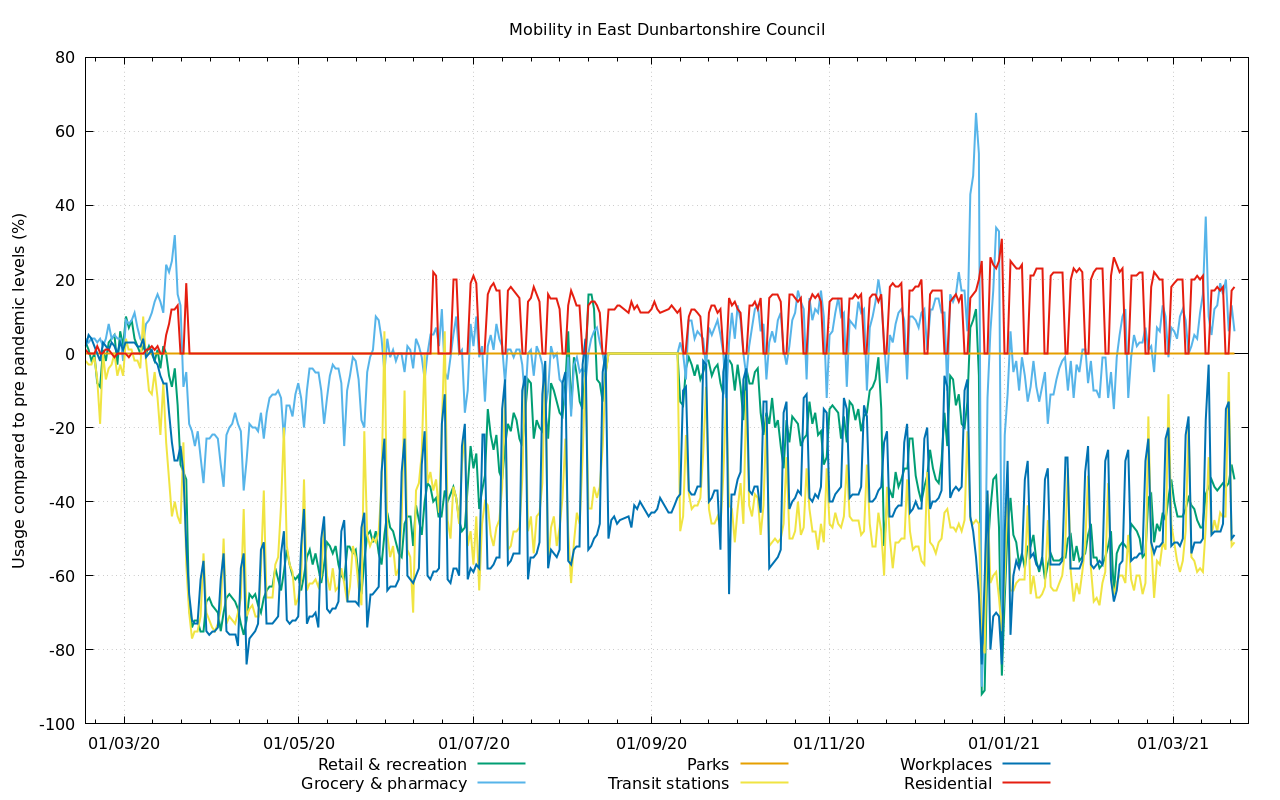 Mobility in East Dunbartonshire Council
Usage compared to pre pandemic levels (%)
80
60
40
20
0
-20
-40
-60
-80
-100
01/03/20 01/05/20 01/07/20 01/09/20 01/11/20 01/01/21 01/03/21
Retail & recreation Parks Workplaces
Grocery & pharmacy Transit stations Residential